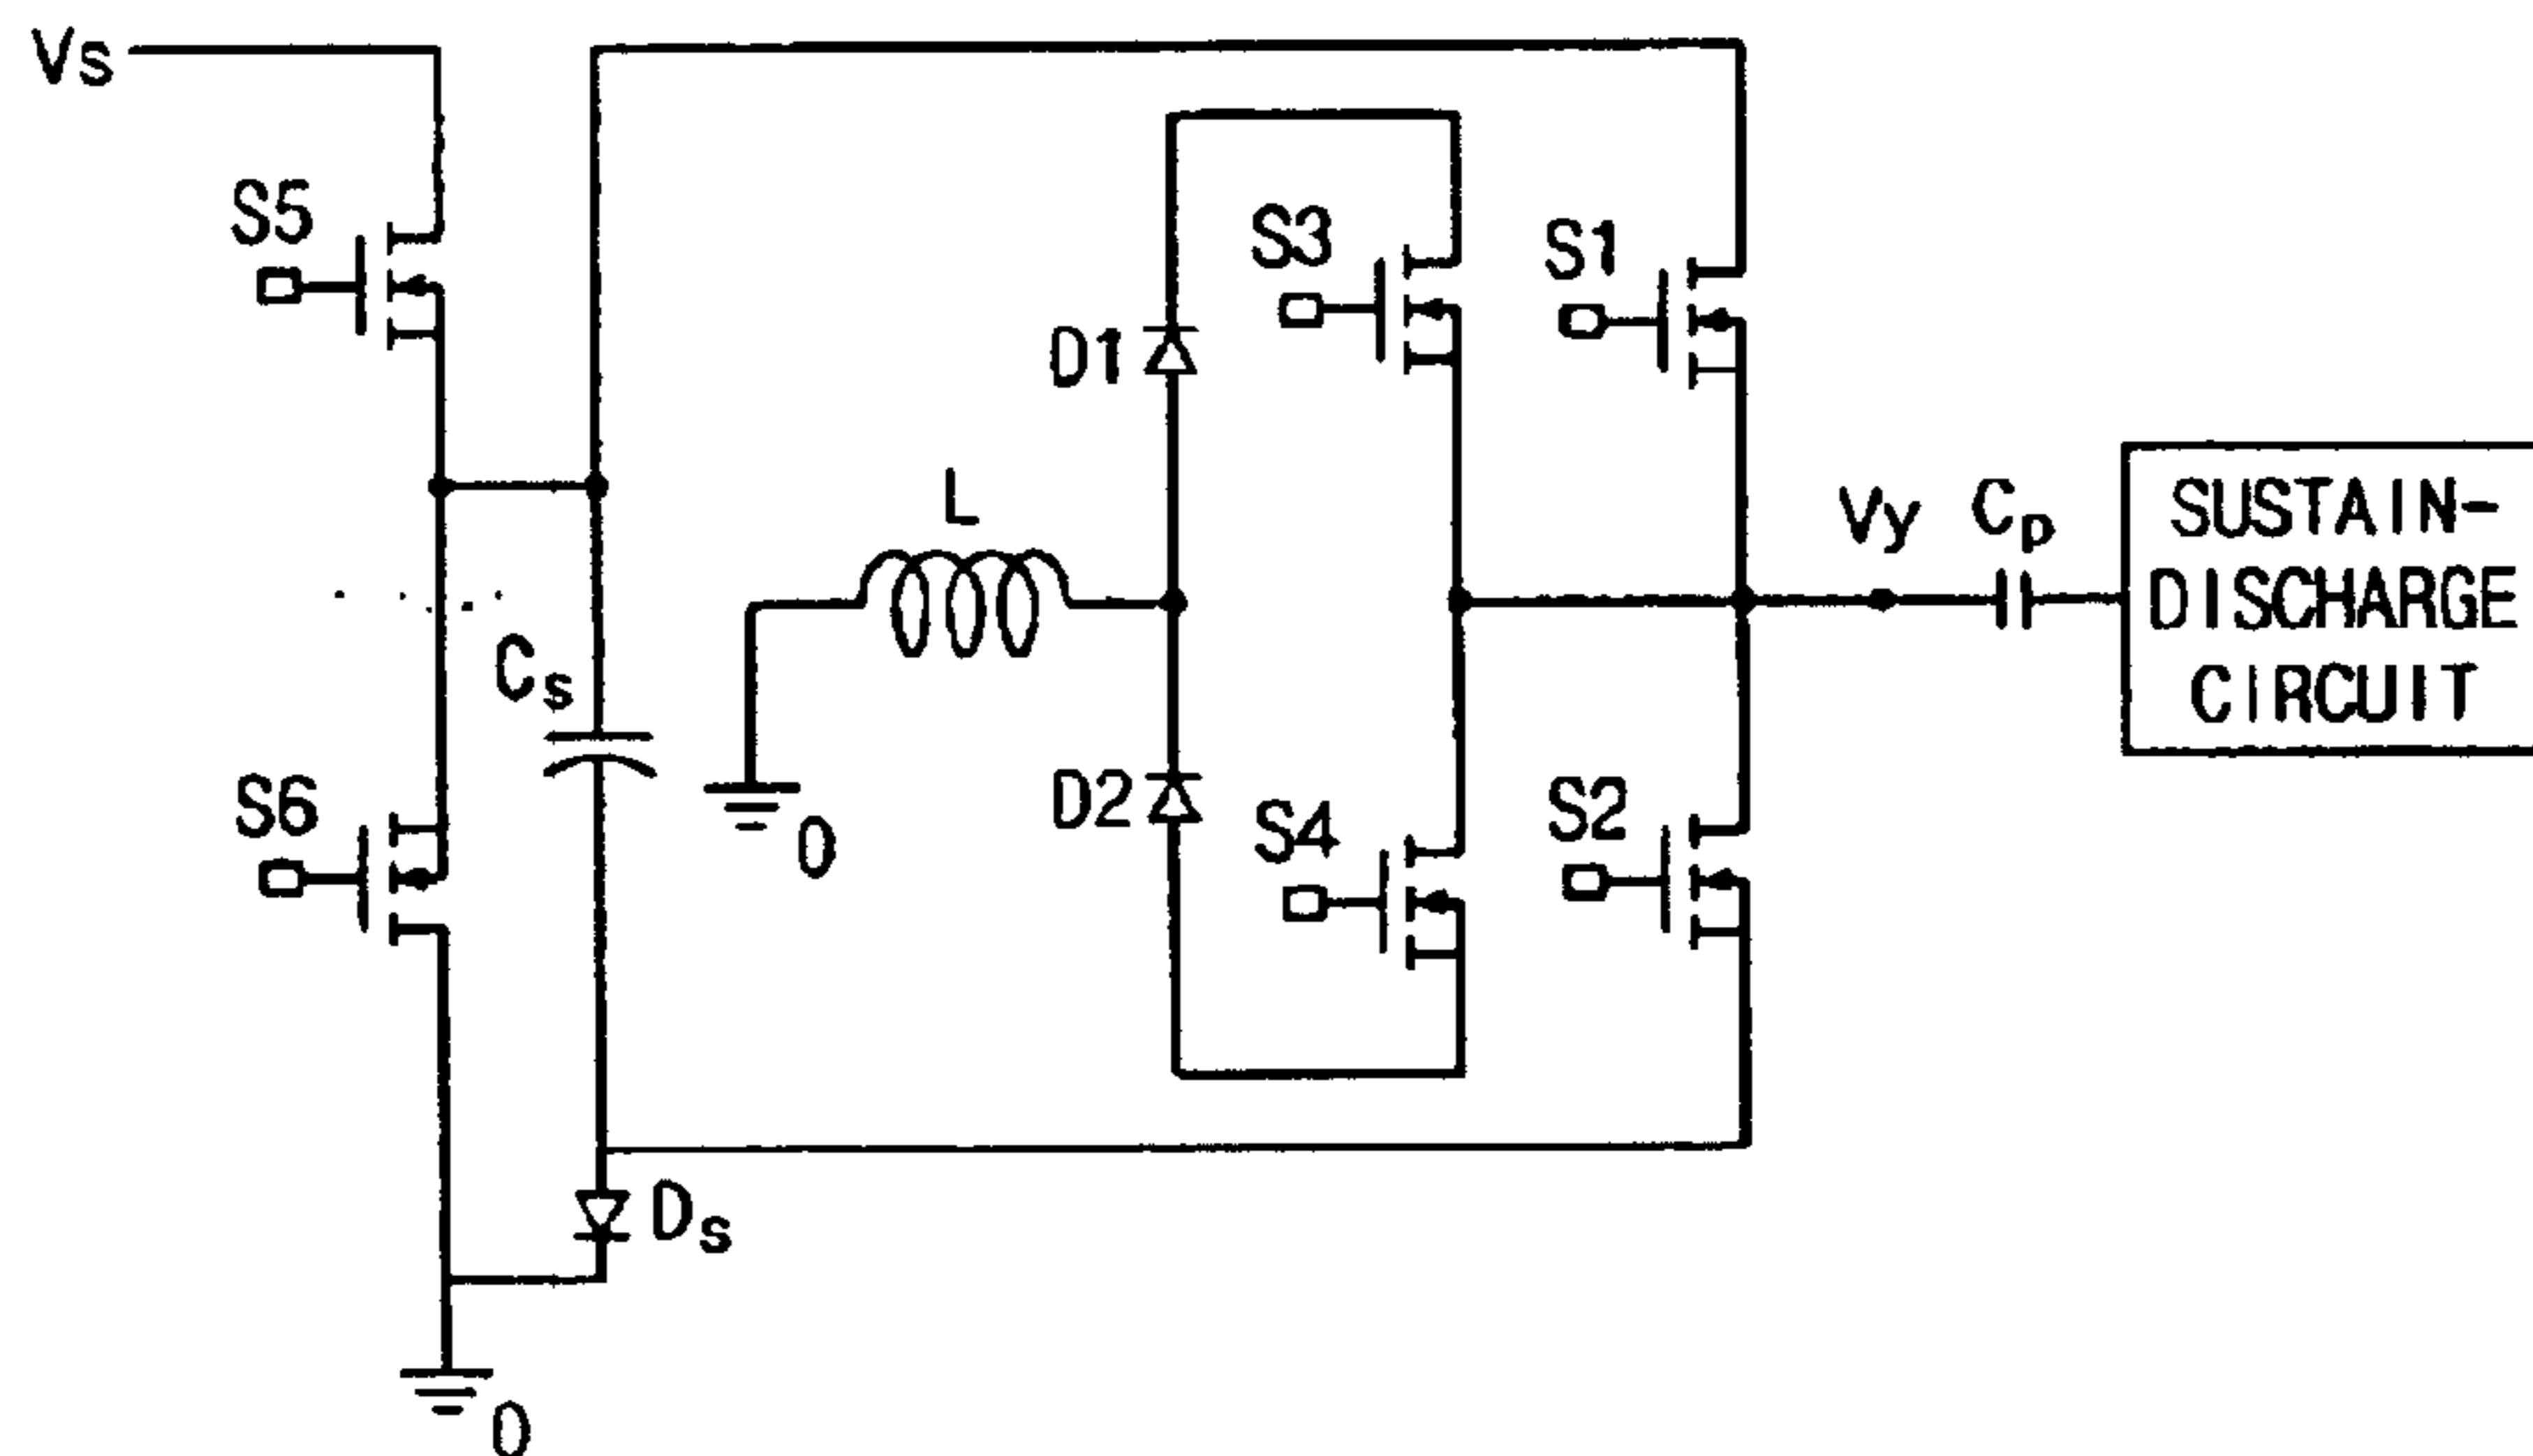 Vs
S5
S3
S1
D1
L
Vy
Cp
SUSTAIN-
DISCHARGE
CIRCUIT
Cs
S6
0
D2
S4
S2
Ds
0